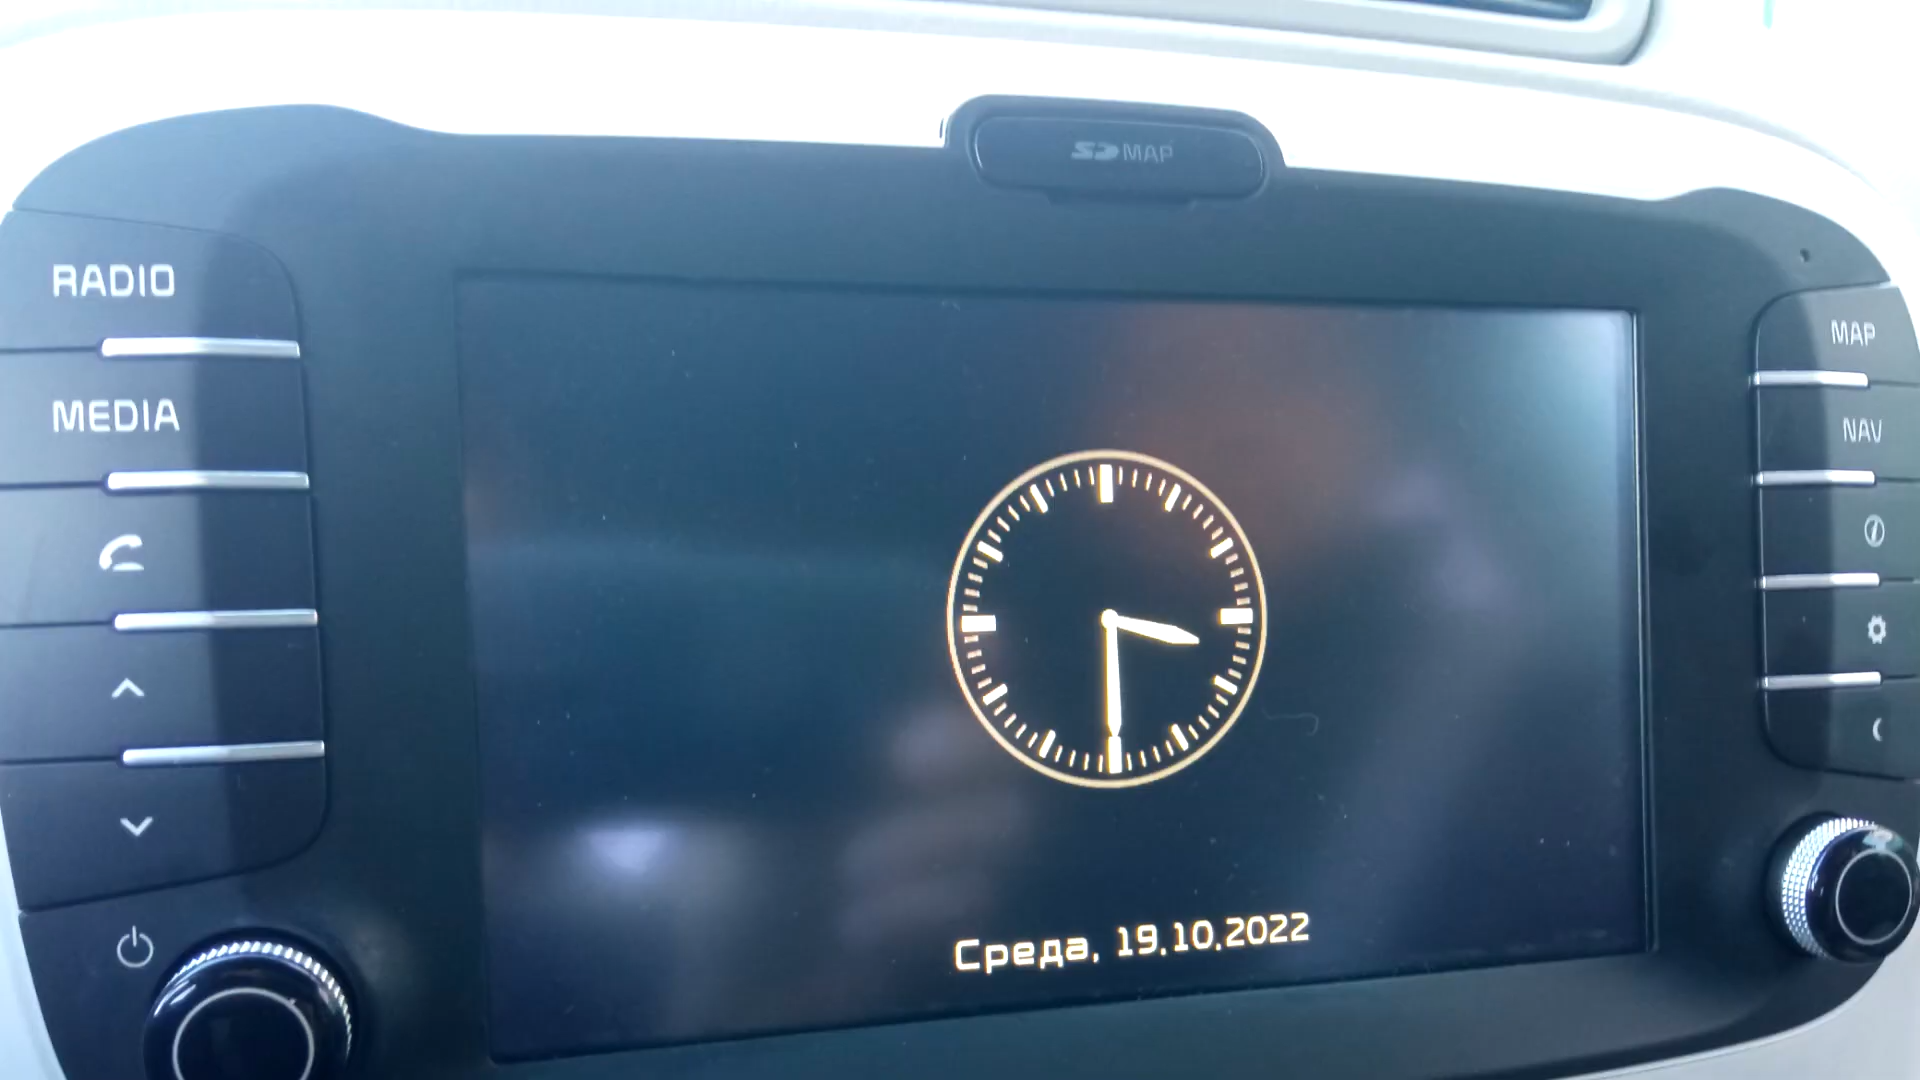 SD MAP
RADIO
MEDIA
MAP
NAV
Среда, 19.10.2022